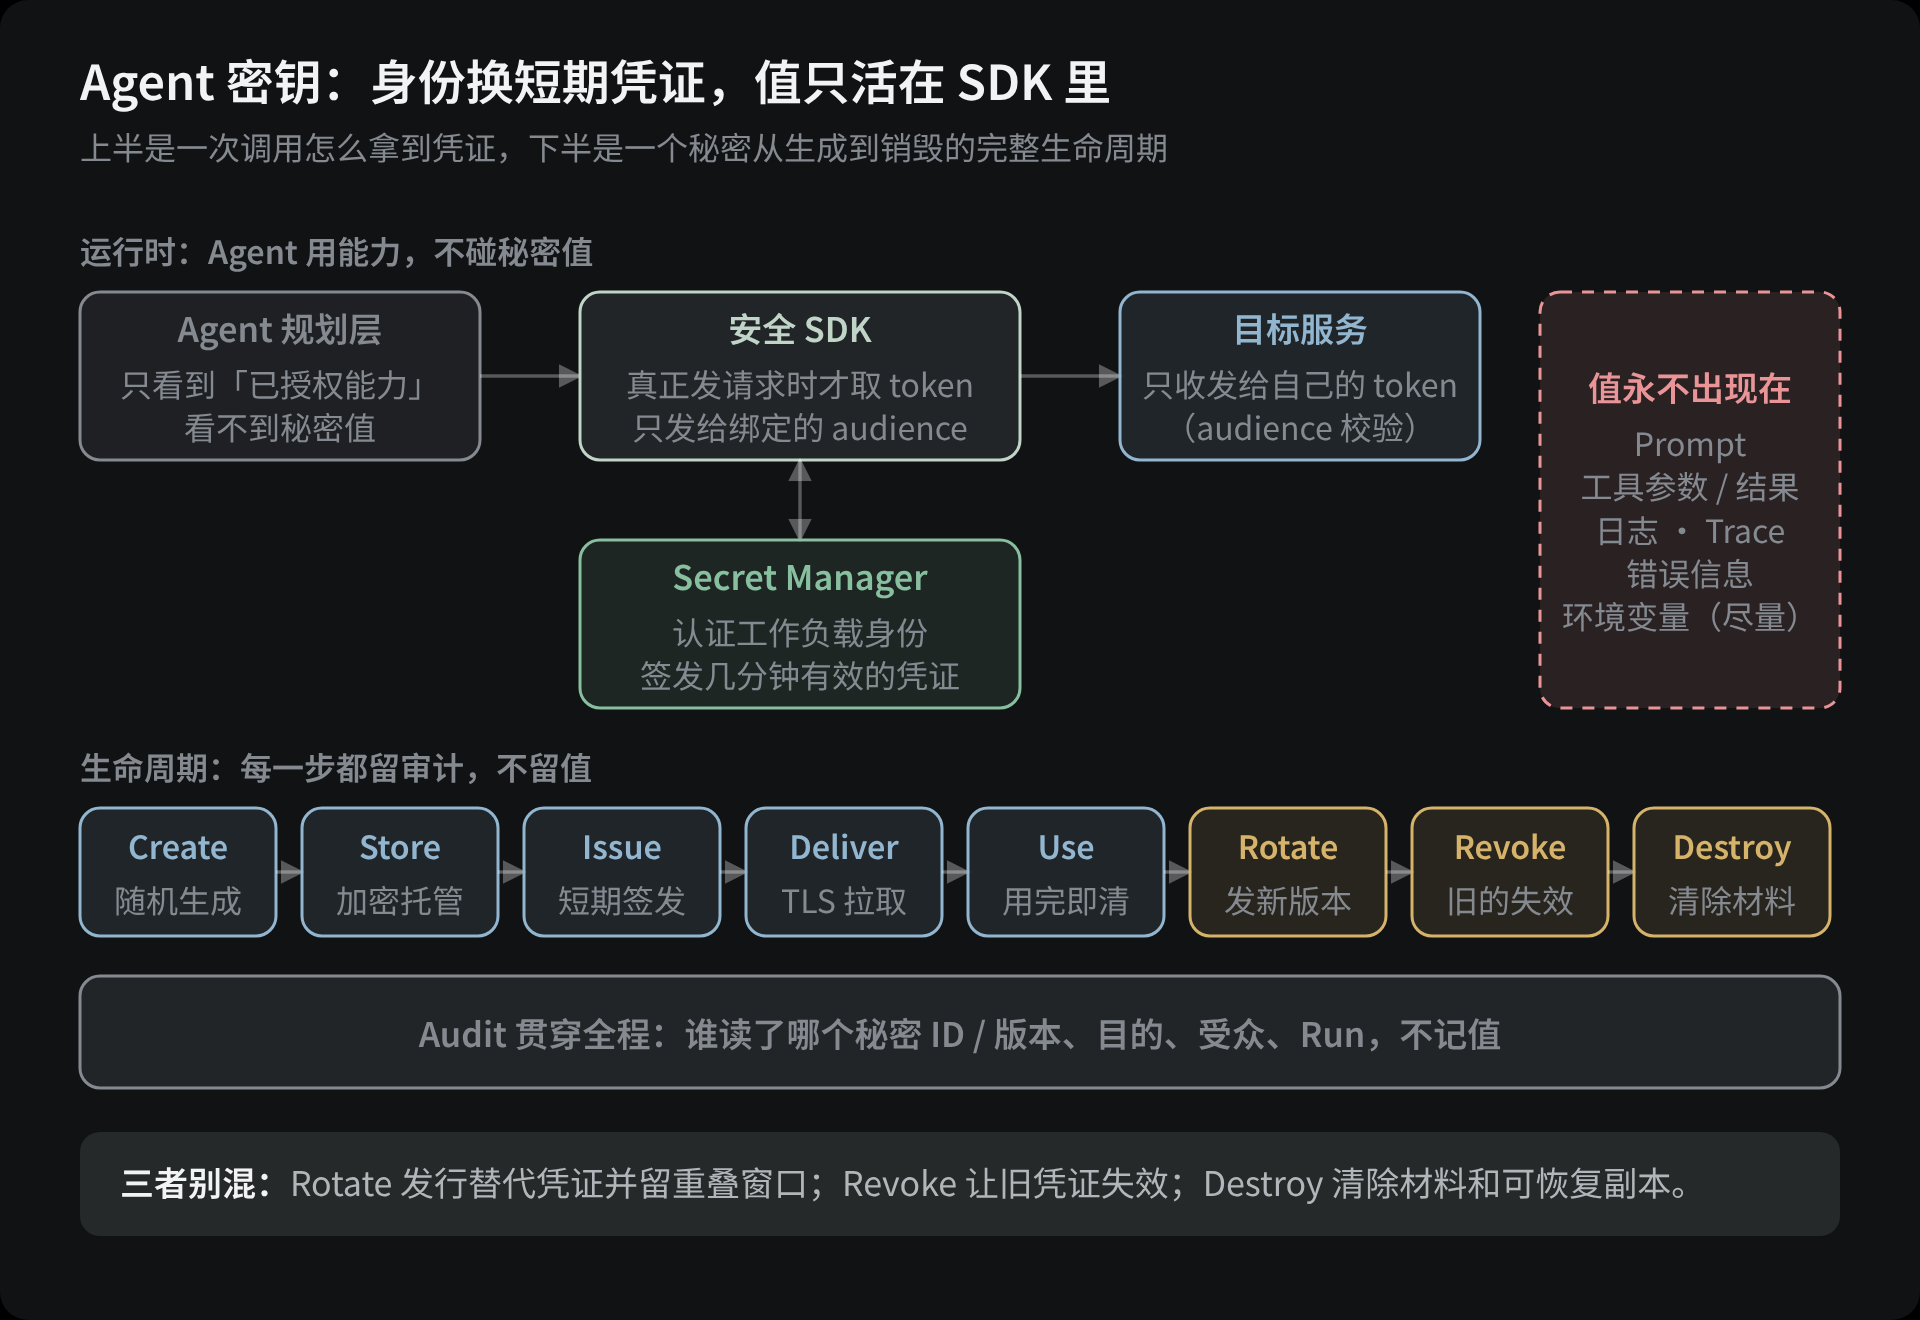 Agent 密钥：身份换短期凭证，值只活在 SDK 里
上半是一次调用怎么拿到凭证，下半是一个秘密从生成到销毁的完整生命周期
运行时：Agent 用能力，不碰秘密值
Agent 规划层
只看到「已授权能力」
看不到秘密值
安全 SDK
真正发请求时才取 token
只发给绑定的 audience
目标服务
只收发给自己的 token
（audience 校验）
值永不出现在
Prompt
工具参数 / 结果
日志 · Trace
错误信息
环境变量（尽量）
Secret Manager
认证工作负载身份
签发几分钟有效的凭证
生命周期：每一步都留审计，不留值
Create
随机生成
Store
加密托管
Issue
短期签发
Deliver
TLS 拉取
Use
用完即清
Rotate
发新版本
Revoke
旧的失效
Destroy
清除材料
Audit 贯穿全程：谁读了哪个秘密 ID / 版本、目的、受众、Run，不记值
三者别混：Rotate 发行替代凭证并留重叠窗口；Revoke 让旧凭证失效；Destroy 清除材料和可恢复副本。